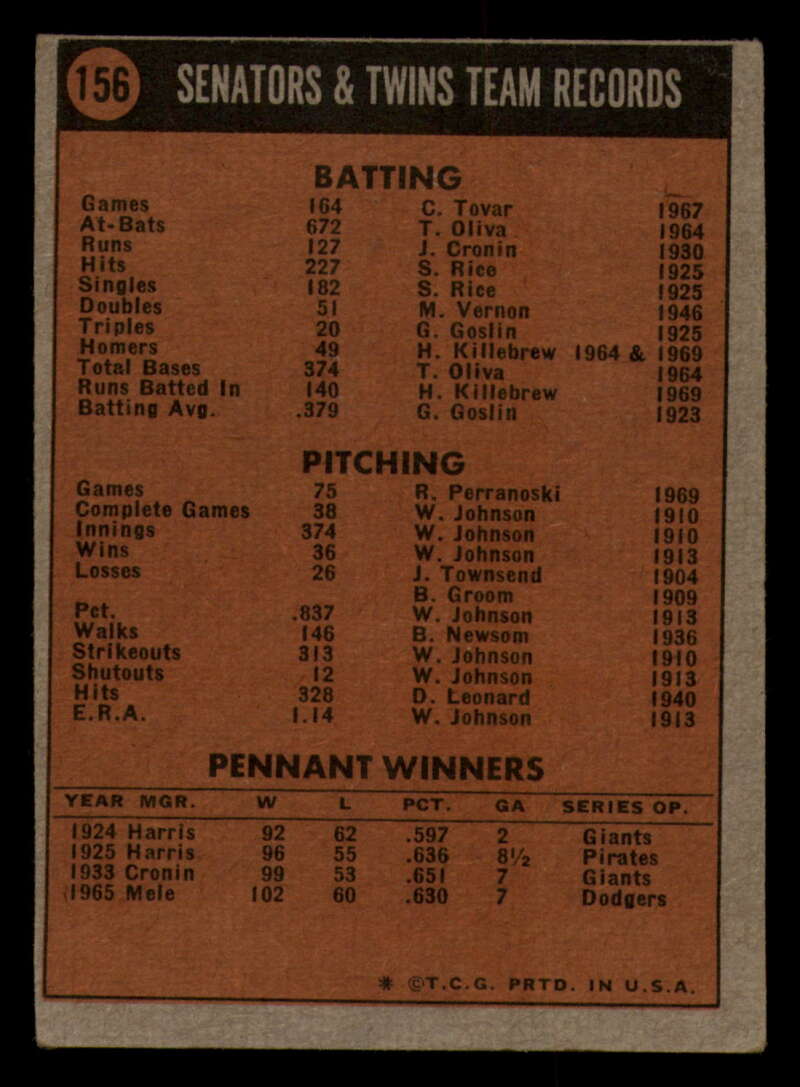 156 SENATORS & TWINS TEAM RECORDS
BATTING
Games 164 C. Tovar 1967
At-Bats 672 T. Oliva 1964
Runs 127 J. Cronin 1930
Hits 227 S. Rice 1925
Singles 182 S. Rice 1925
Doubles 51 M. Vernon 1946
Triples 20 G. Goslin 1925
Homers 49 H. Killebrew 1964 & 1969
Total Bases 374 T. Oliva 1964
Runs Batted In 140 H. Killebrew 1969
Batting Avg. .379 G. Goslin 1923
PITCHING
Games 75 R. Perranoski 1969
Complete Games 38 W. Johnson 1910
Innings 374 W. Johnson 1910
Wins 36 W. Johnson 1913
Losses 26 J. Townsend 1904
B. Groom 1909
Pct. .837 W. Johnson 1913
Walks 146 B. Newsom 1936
Strikeouts 313 W. Johnson 1910
Shutouts 12 W. Johnson 1913
Hits 328 D. Leonard 1940
E.R.A. 1.14 W. Johnson 1913
PENNANT WINNERS
YEAR MGR. W L PCT. GA SERIES OP.
1924 Harris 92 62 .597 2 Giants
1925 Harris 96 55 .636 8½ Pirates
1933 Cronin 99 53 .651 7 Giants
1965 Mele 102 60 .630 7 Dodgers
* ©T.C.G. PRTD. IN U.S.A.